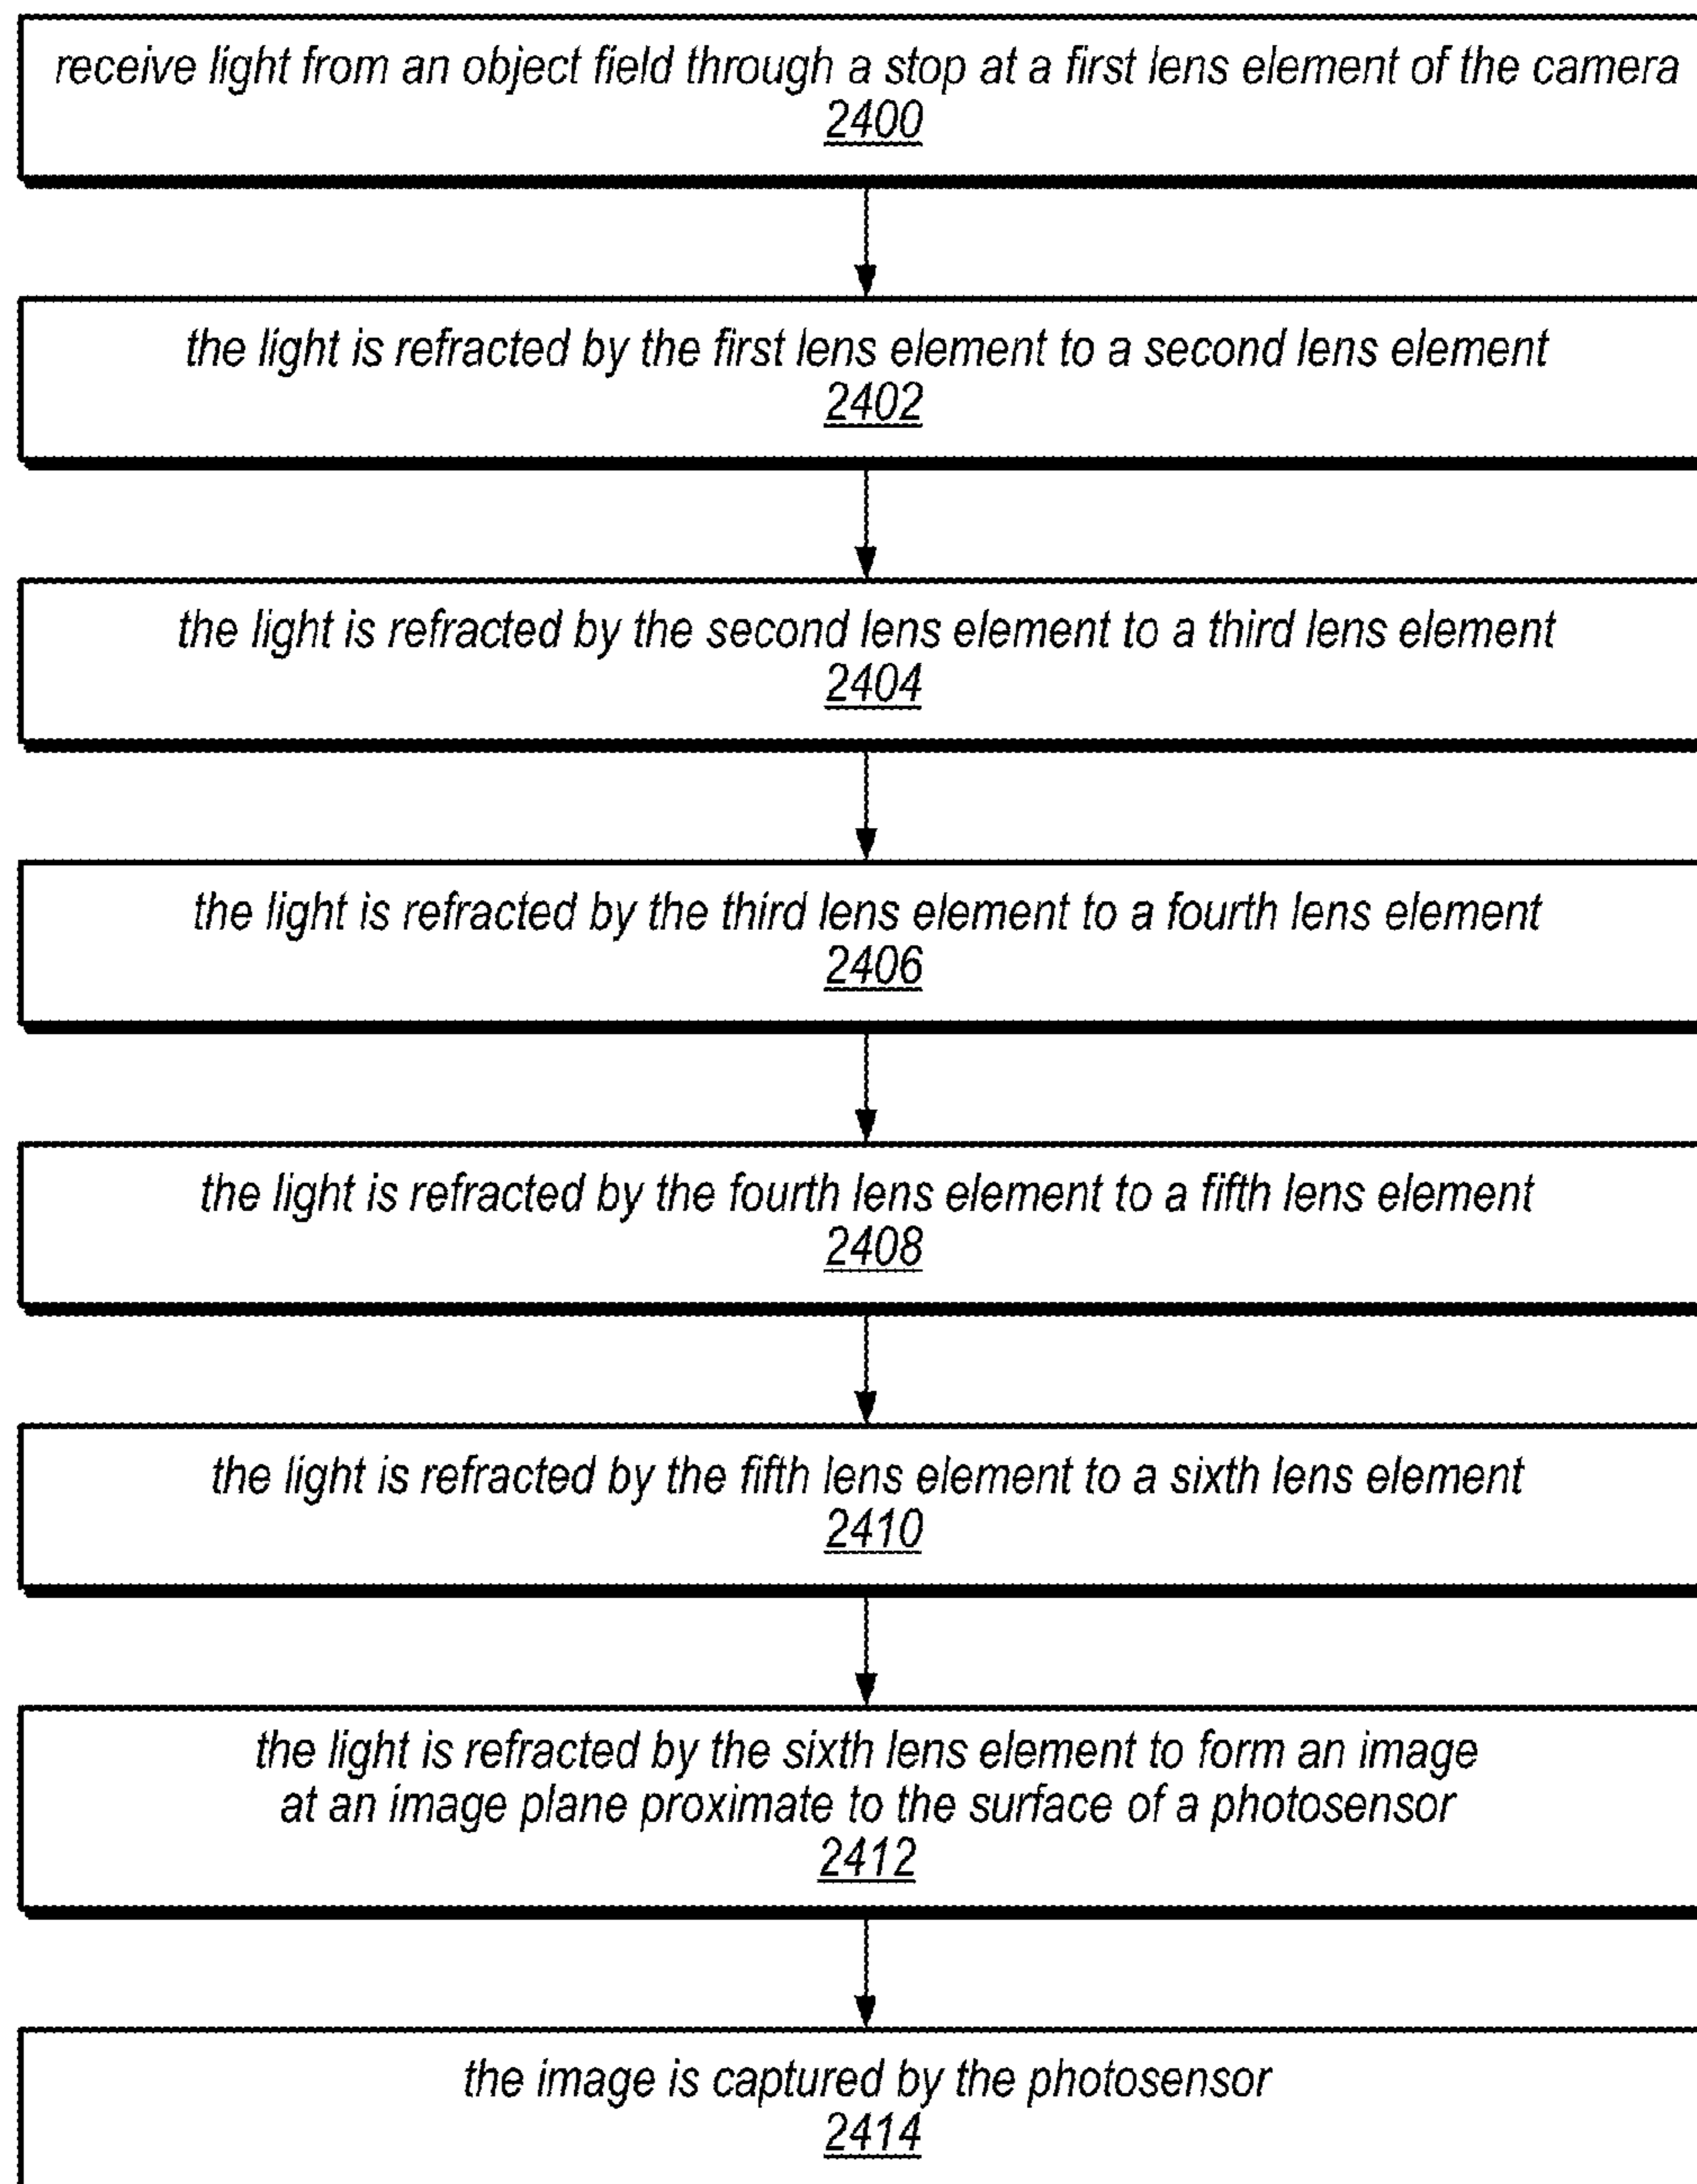 receive light from an object field through a stop at a first lens element of the camera
2400
the light is refracted by the first lens element to a second lens element
2402
the light is refracted by the second lens element to a third lens element
2404
the light is refracted by the third lens element to a fourth lens element
2406
the light is refracted by the fourth lens element to a fifth lens element
2408
the light is refracted by the fifth lens element to a sixth lens element
2410
the light is refracted by the sixth lens element to form an image
at an image plane proximate to the surface of a photosensor
2412
the image is captured by the photosensor
2414